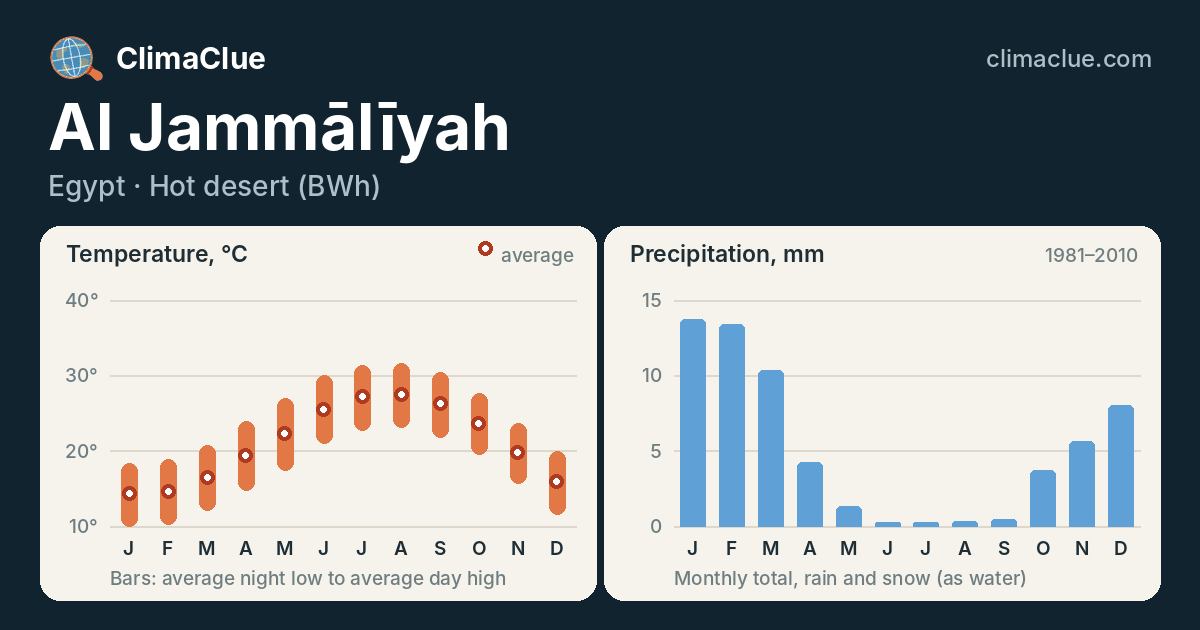 ClimaClue
climaclue.com
Al Jammālīyah
Egypt · Hot desert (BWh)
Temperature, °C
average
40°
30°
20°
10°
J F M A M J J A S O N D
Bars: average night low to average day high
Precipitation, mm
1981–2010
15
10
5
0
J F M A M J J A S O N D
Monthly total, rain and snow (as water)